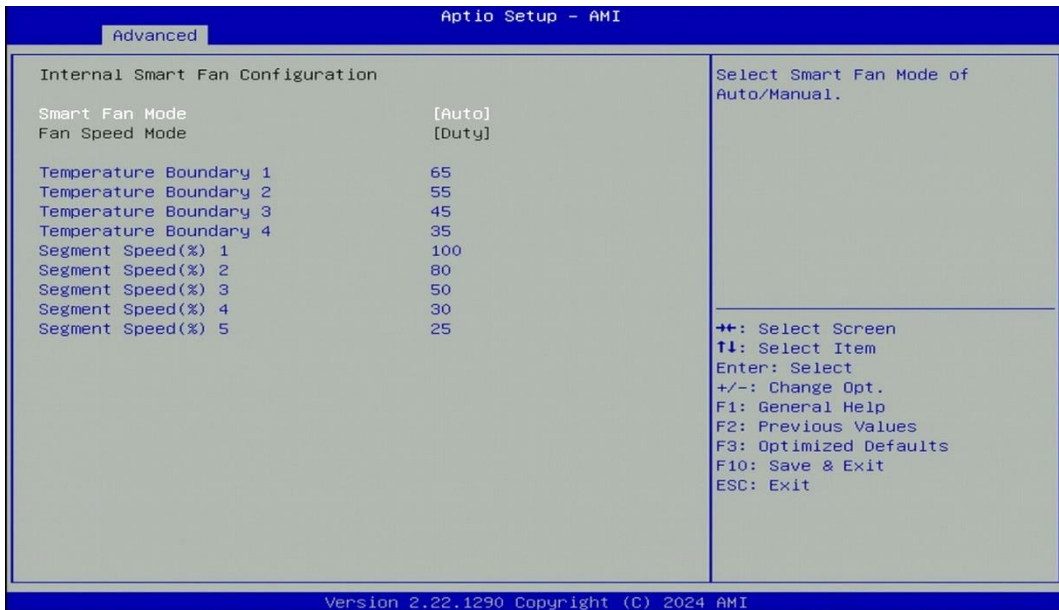 Aptio Setup – AMI
Advanced
Internal Smart Fan Configuration
Smart Fan Mode [Auto]
Fan Speed Mode [Duty]
Temperature Boundary 1 65
Temperature Boundary 2 55
Temperature Boundary 3 45
Temperature Boundary 4 35
Segment Speed(%) 1 100
Segment Speed(%) 2 80
Segment Speed(%) 3 50
Segment Speed(%) 4 30
Segment Speed(%) 5 25
Select Smart Fan Mode of
Auto/Manual.
→←: Select Screen
↑↓: Select Item
Enter: Select
+/-: Change Opt.
F1: General Help
F2: Previous Values
F3: Optimized Defaults
F10: Save & Exit
ESC: Exit
Version 2.22.1290 Copyright (C) 2024 AMI